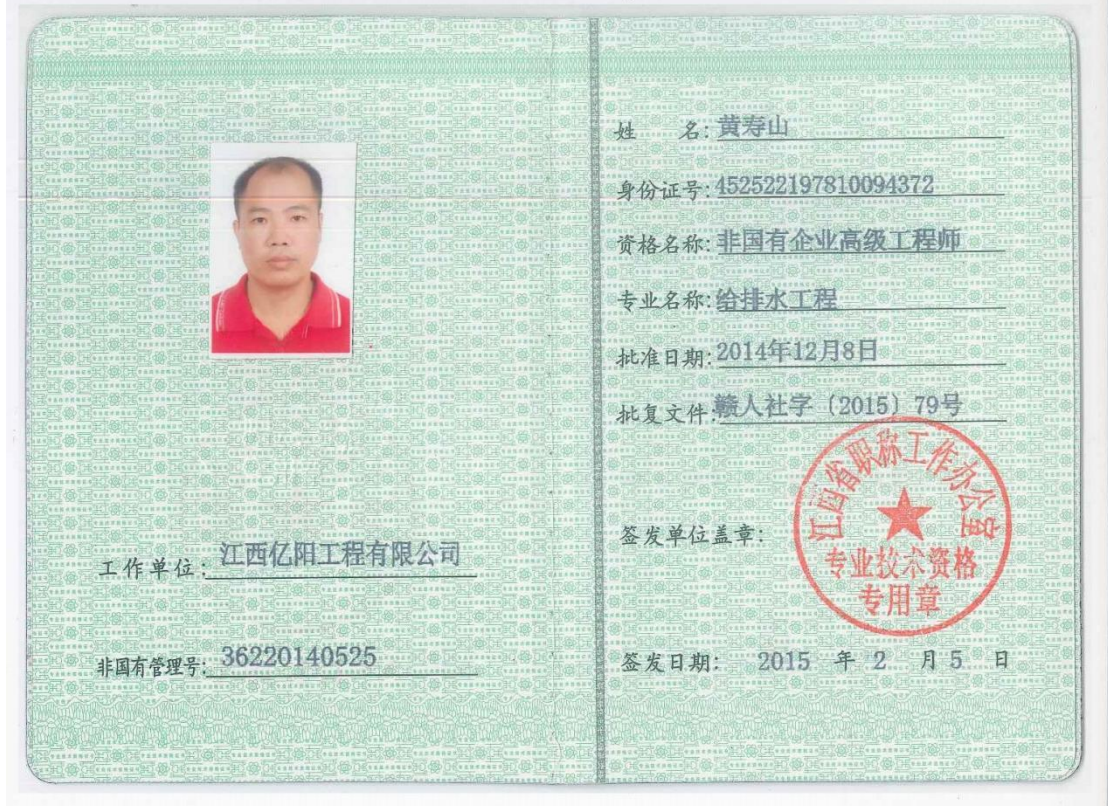 工作单位：江西亿阳工程有限公司
非国有管理号：36220140525
姓 名：黄寿山
身份证号：452522197810094372
资格名称：非国有企业高级工程师
专业名称：给排水工程
批准日期：2014年12月8日
批复文件：赣人社字〔2015〕79号
签发单位盖章：
江西省职称工作办公室
专业技术资格
专用章
签发日期： 2015 年 2 月 5 日